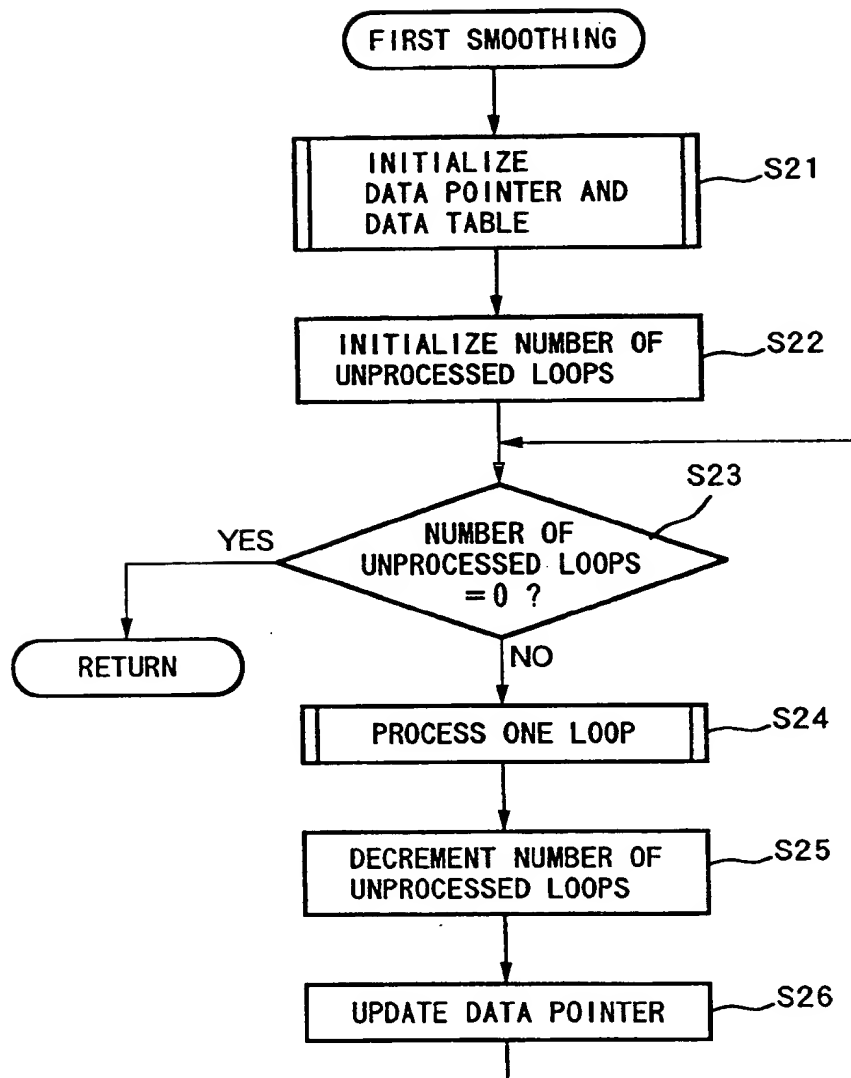 FIRST SMOOTHING
INITIALIZE
DATA POINTER AND
DATA TABLE
S21
INITIALIZE NUMBER OF
UNPROCESSED LOOPS
S22
S23
NUMBER OF
UNPROCESSED LOOPS
=0 ?
YES
RETURN
NO
PROCESS ONE LOOP
S24
DECREMENT NUMBER OF
UNPROCESSED LOOPS
S25
UPDATE DATA POINTER
S26